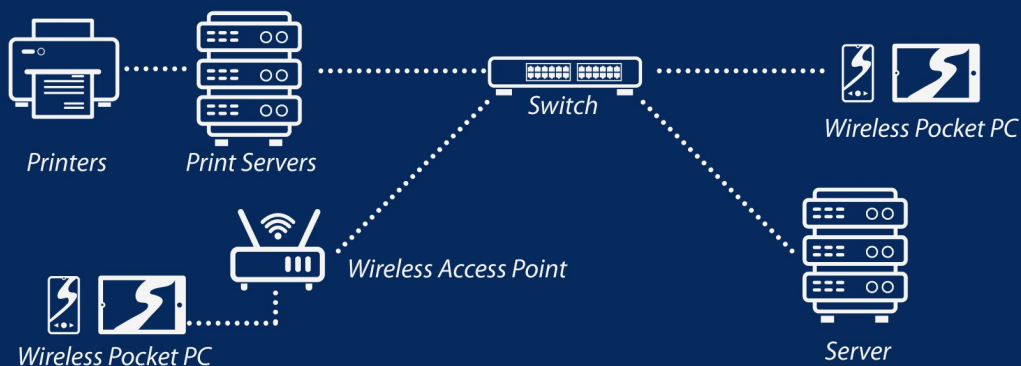 Printers
Print Servers
Switch
Wireless Pocket PC
Wireless Access Point
Wireless Pocket PC
Server